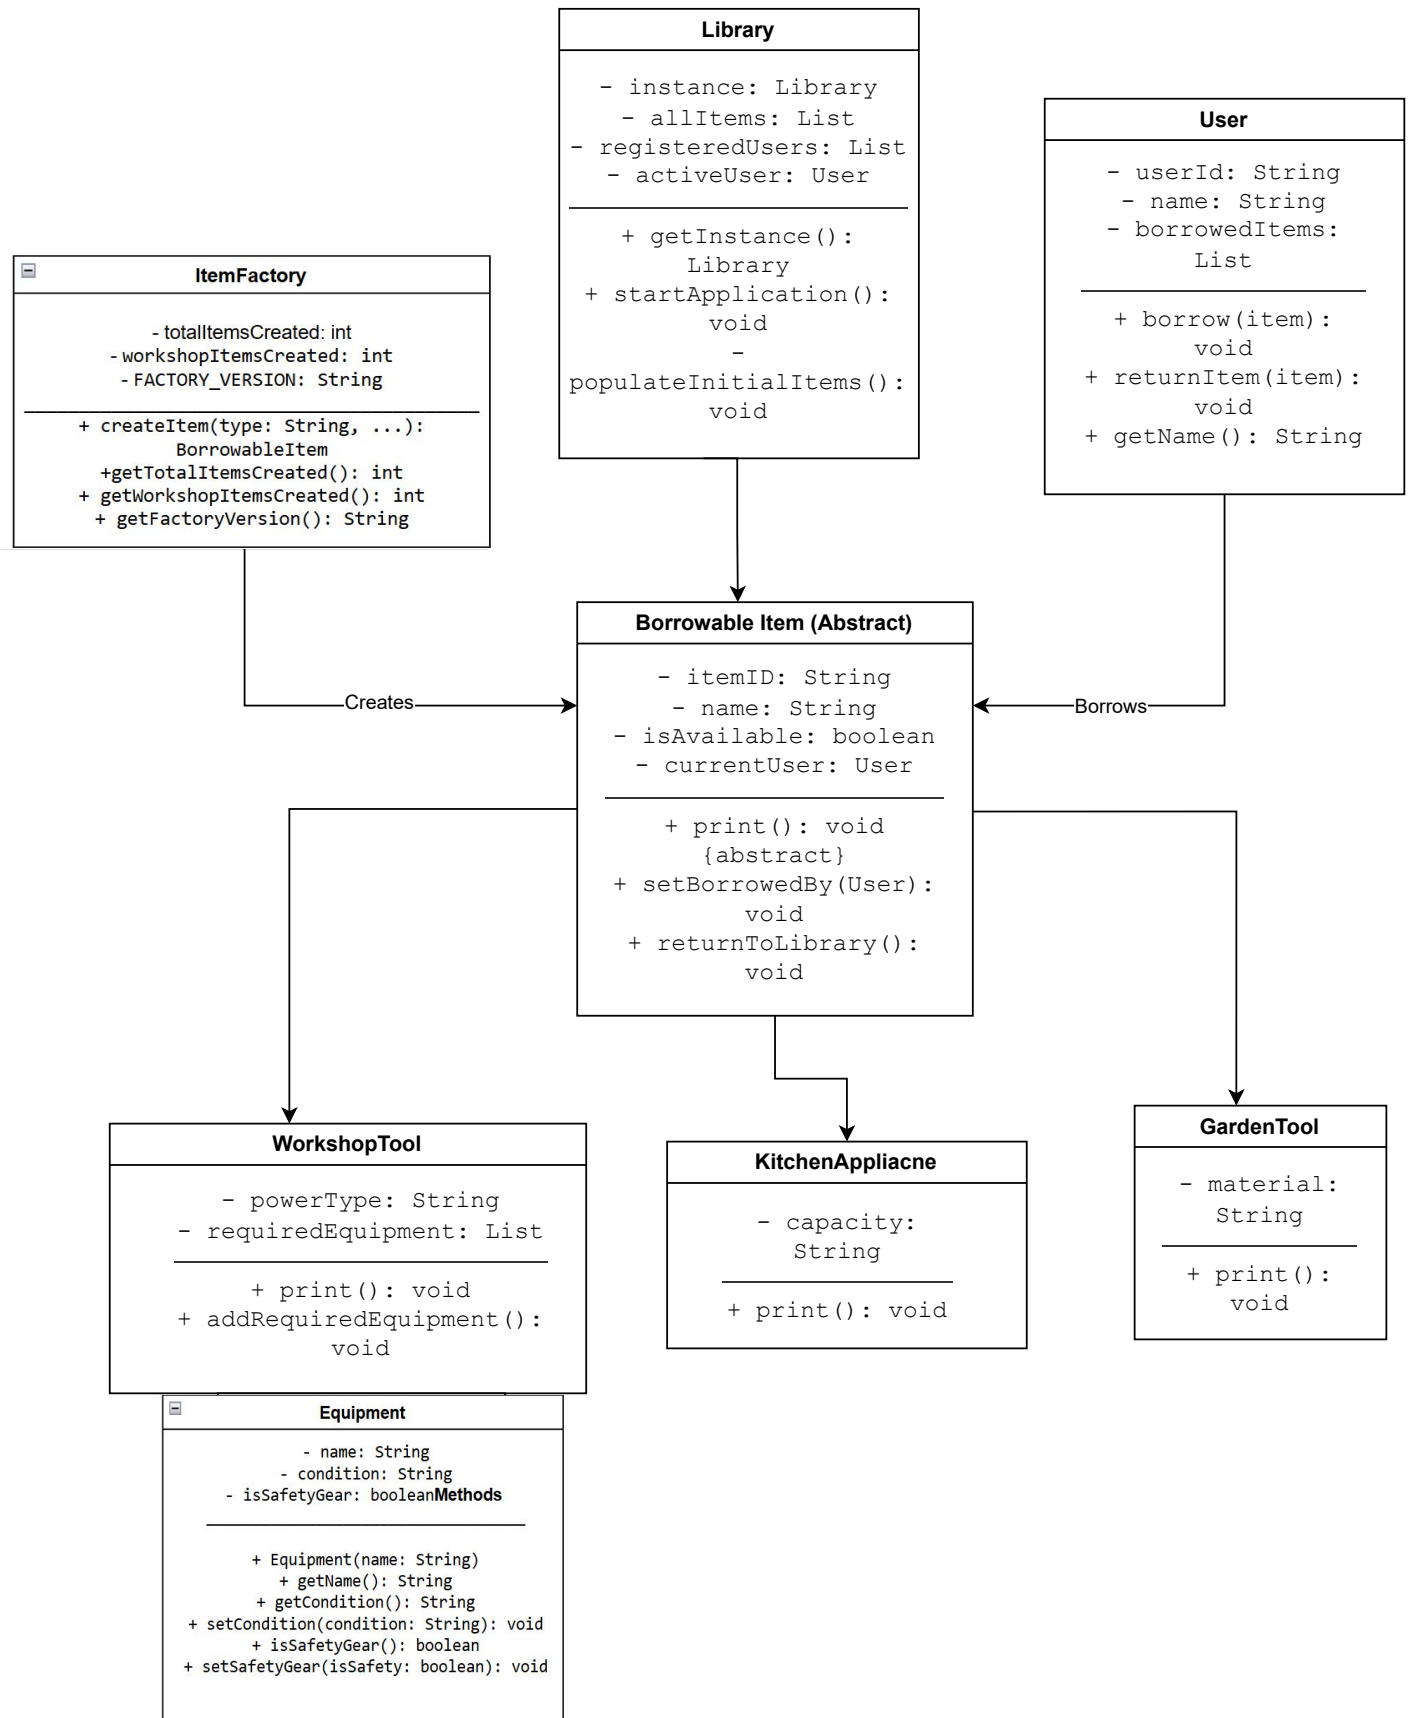 Library
- instance: Library
- allItems: List
- registeredUsers: List
- activeUser: User
+ getInstance():
Library
+ startApplication():
void
-
populateInitialItems():
void
User
- userId: String
- name: String
- borrowedItems:
List
+ borrow(item):
void
+ returnItem(item):
void
+ getName(): String
ItemFactory
- totalItemsCreated: int
- workshopItemsCreated: int
- FACTORY_VERSION: String
+ createItem(type: String, ...):
BorrowableItem
+getTotalItemsCreated(): int
+ getWorkshopItemsCreated(): int
+ getFactoryVersion(): String
Creates
Borrows
Borrowable Item (Abstract)
- itemID: String
- name: String
- isAvailable: boolean
- currentUser: User
+ print(): void
{abstract}
+ setBorrowedBy(User):
void
+ returnToLibrary():
void
WorkshopTool
- powerType: String
- requiredEquipment: List
+ print(): void
+ addRequiredEquipment():
void
KitchenAppliacne
- capacity:
String
+ print(): void
GardenTool
- material:
String
+ print():
void
Equipment
- name: String
- condition: String
- isSafetyGear: booleanMethods
+ Equipment(name: String)
+ getName(): String
+ getCondition(): String
+ setCondition(condition: String): void
+ isSafetyGear(): boolean
+ setSafetyGear(isSafety: boolean): void